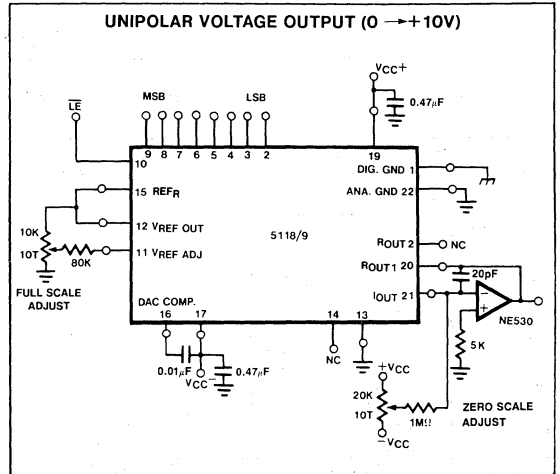 UNIPOLAR VOLTAGE OUTPUT (0 →+10V)
VCC+
LE
MSB
LSB
0.47µF
9 8 7 6 5 4 3 2
19
10
DIG. GND 1
15 REFR
ANA. GND 22
10K
12 VREF OUT
5118/9
ROUT 2
NC
10T
11 VREF ADJ
80K
ROUT 1 20
20pF
FULL SCALE
ADJUST
IOUT 21
−
+
NE530
DAC COMP.
16 17
14 13
5K
0.01µF
0.47µF
NC
VCC−
+VCC
20K
10T
1MΩ
ZERO SCALE
ADJUST
−VCC